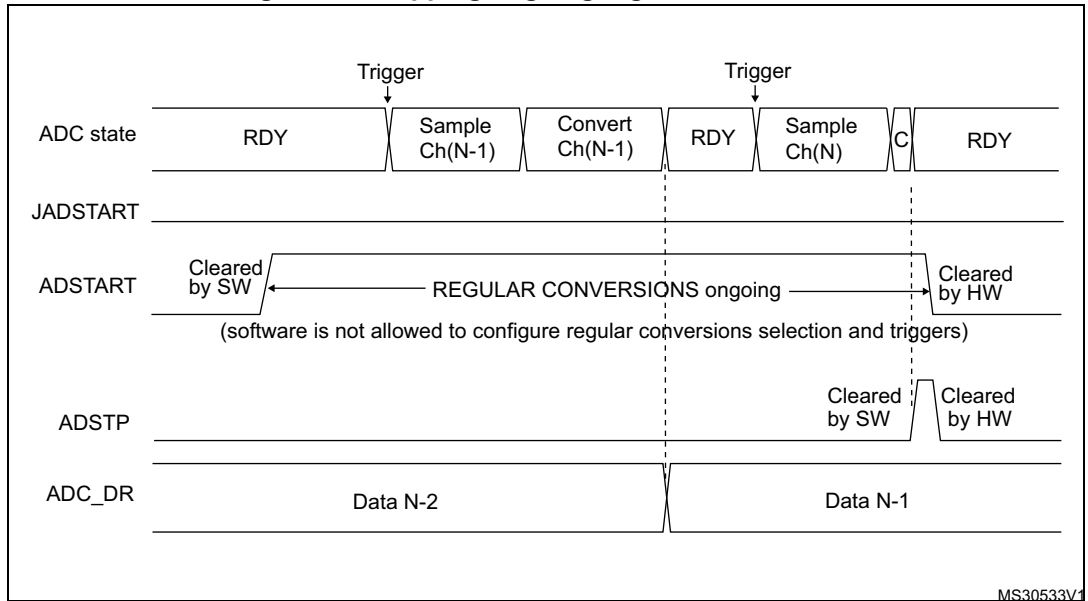 Trigger Trigger
ADC state RDY Sample Ch(N-1) Convert Ch(N-1) RDY Sample Ch(N) C RDY
JADSTART
ADSTART Cleared by SW REGULAR CONVERSIONS ongoing Cleared by HW
(software is not allowed to configure regular conversions selection and triggers)
ADSTP Cleared by SW Cleared by HW
ADC_DR Data N-2 Data N-1
MS30533V1